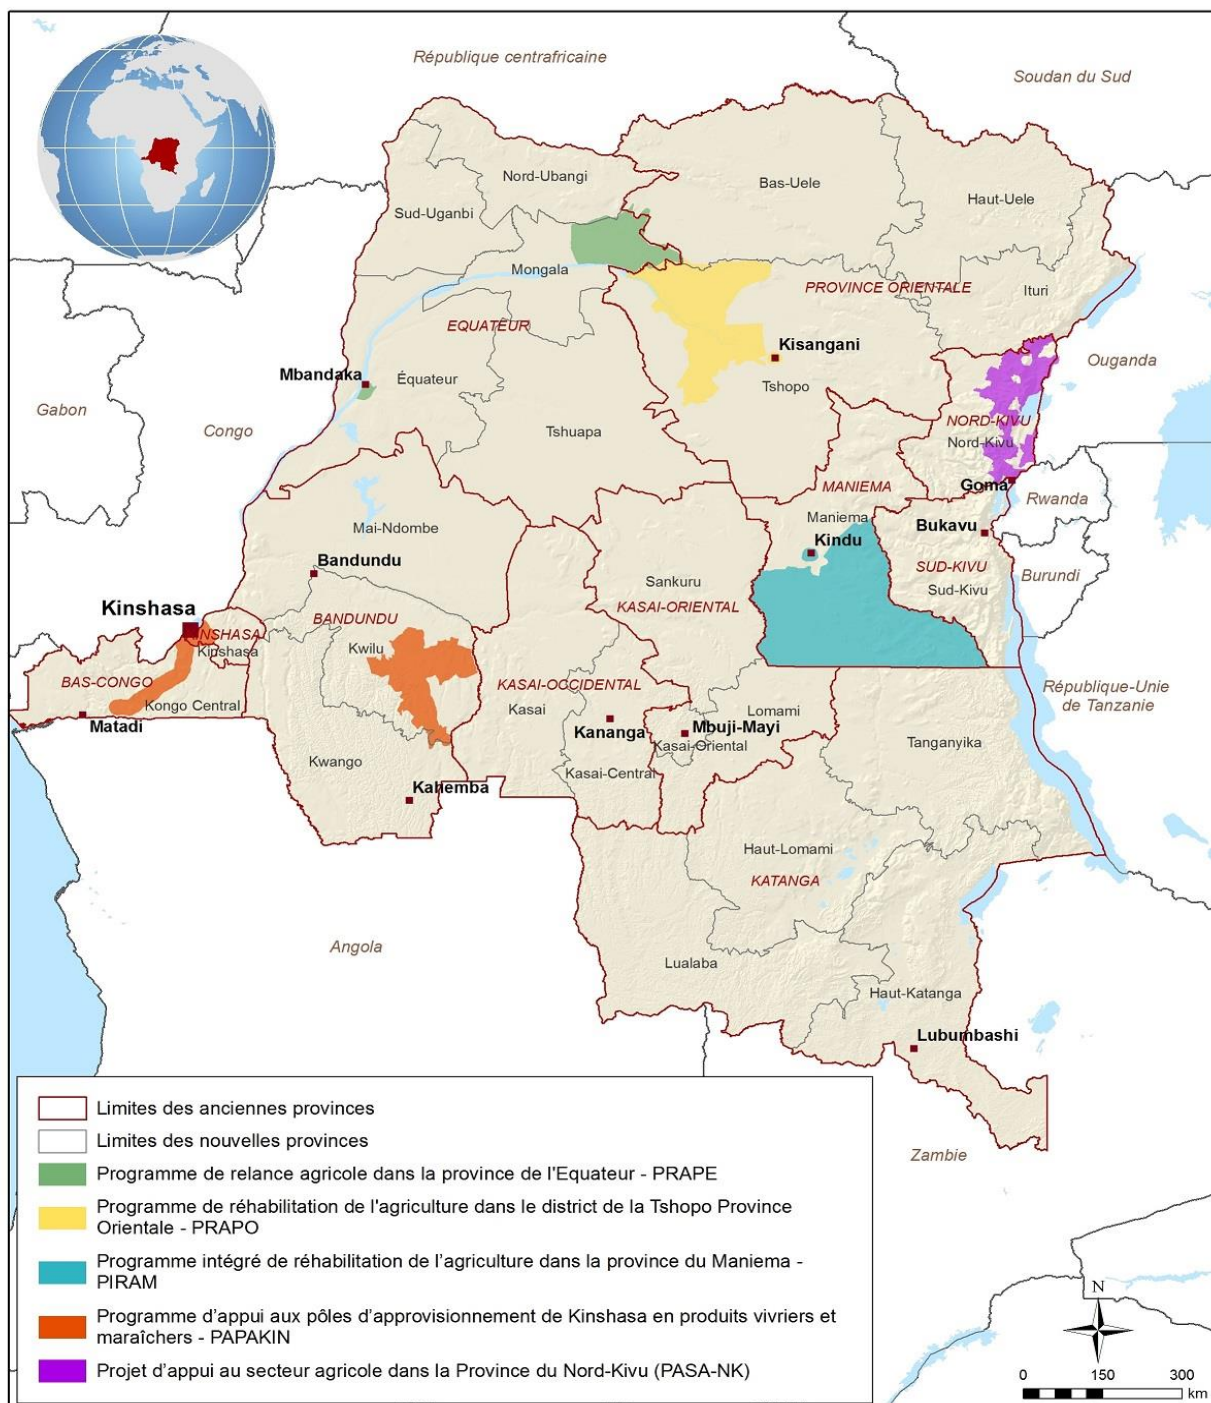 République centrafricaine
Soudan du Sud
Nord-Ubangi
Bas-Uele
Haut-Uele
Sud-Uganbi
Mongala
PROVINCE ORIENTALE
Ituri
EQUATEUR
Kisangani
Ouganda
Mbandaka
Équateur
Tshopo
Gabon
Congo
NORD-KIVU
Tshuapa
Nord-Kivu
Goma
MANIEMA
Rwanda
Maniema
Mai-Ndombe
Bukavu
Kindu
Bandundu
SUD-KIVU
Burundi
Sankuru
Sud-Kivu
Kinshasa
KASAI-ORIENTAL
BANDUNDU
NSHASA
Kinshasa
Kwilu
BAS-CONGO
KASAI-OCCIDENTAL
République-Unie
de Tanzanie
Kongo Central
Kasai
Lomami
Matadi
Kananga
Mbuji-Mayi
Kasai-Oriental
Tanganyika
Kwango
Kasai-Central
Kahemba
Haut-Lomami
KATANGA
Angola
Lualaba
Haut-Katanga
Lubumbashi
Zambie
Limites des anciennes provinces
Limites des nouvelles provinces
Programme de relance agricole dans la province de l'Equateur - PRAPE
Programme de réhabilitation de l'agriculture dans le district de la Tshopo Province
Orientale - PRAPO
Programme intégré de réhabilitation de l’agriculture dans la province du Maniema -
PIRAM
Programme d’appui aux pôles d’approvisionnement de Kinshasa en produits vivriers et
maraîchers - PAPAKIN
Projet d’appui au secteur agricole dans la Province du Nord-Kivu (PASA-NK)
N
0 150 300
km